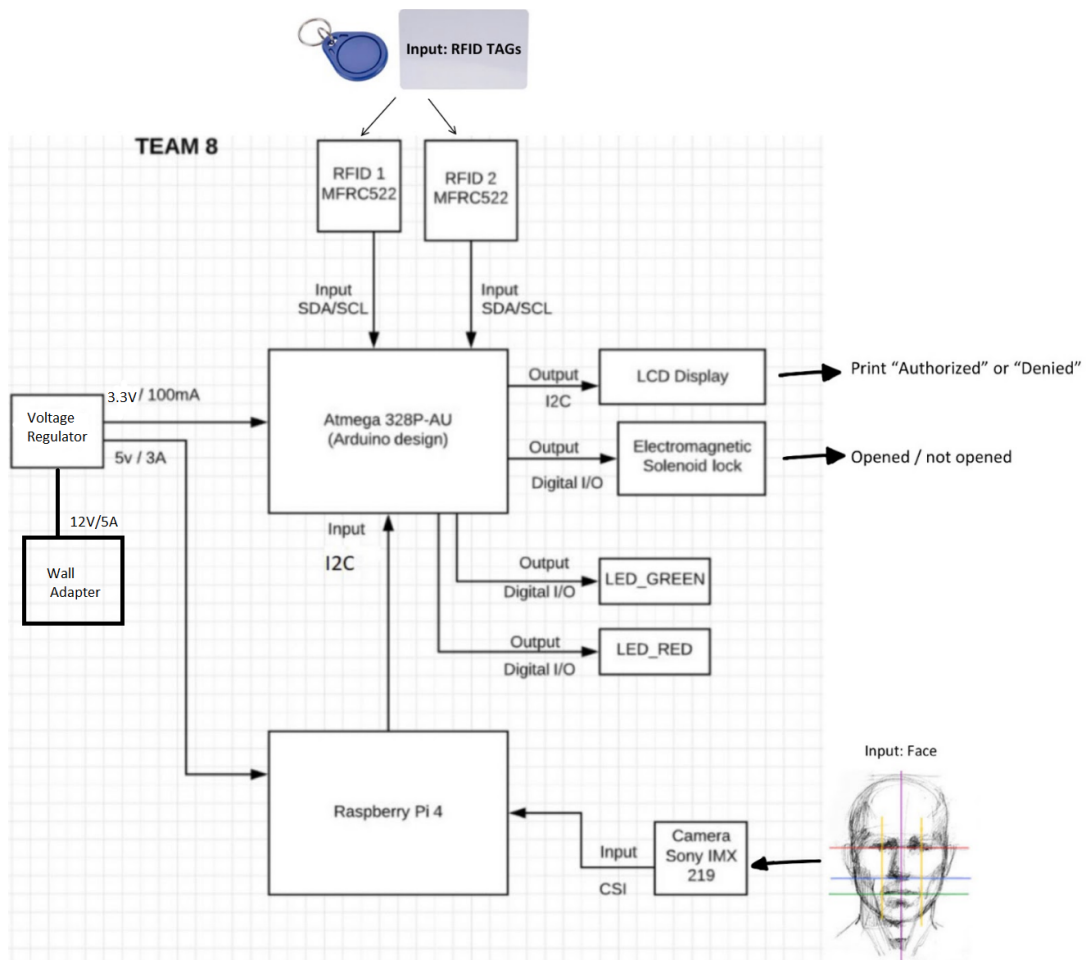 Input: RFID TAGs
TEAM 8
RFID 1
MFRC522
RFID 2
MFRC522
Input
SDA/SCL
Input
SDA/SCL
3.3V / 100mA
Voltage
Regulator
5v / 3A
12V/5A
Wall
Adapter
Atmega 328P-AU
(Arduino design)
Output
I2C
LCD Display
Print “Authorized” or “Denied”
Output
Digital I/O
Electromagnetic
Solenoid lock
Opened / not opened
Input
I2C
Output
Digital I/O
LED_GREEN
Output
Digital I/O
LED_RED
Raspberry Pi 4
Input
CSI
Camera
Sony IMX
219
Input: Face